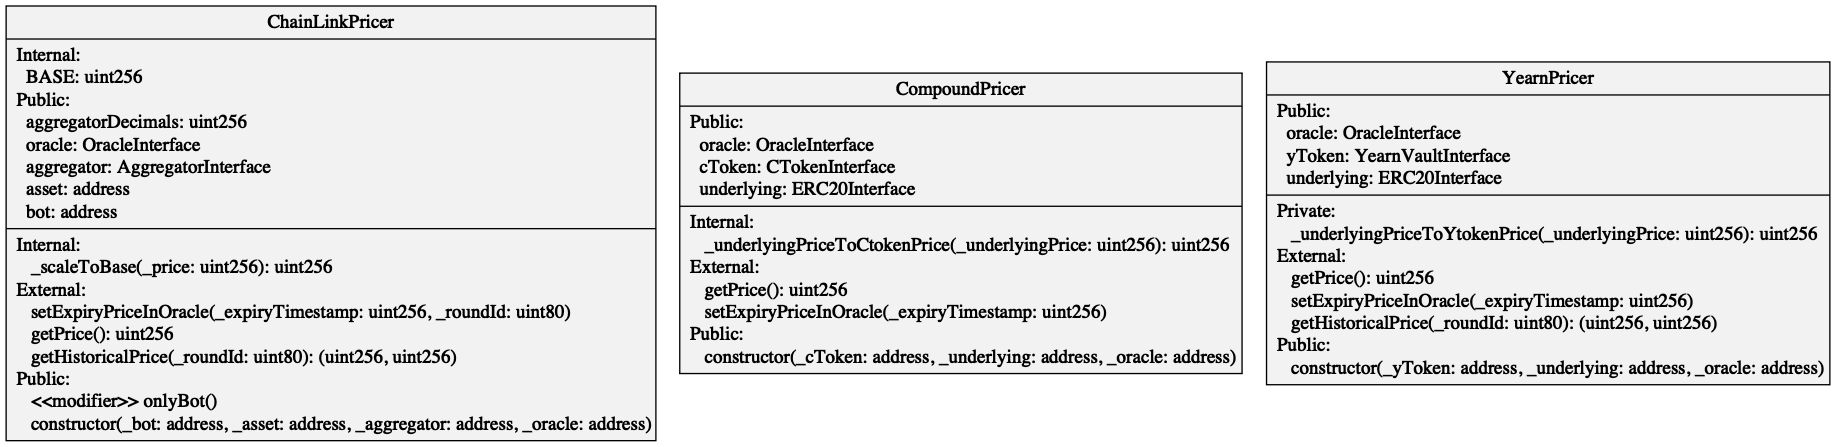 ChainLinkPricer
Internal:
BASE: uint256
Public:
aggregatorDecimals: uint256
oracle: OracleInterface
aggregator: AggregatorInterface
asset: address
bot: address
Internal:
_scaleToBase(_price: uint256): uint256
External:
setExpiryPriceInOracle(_expiryTimestamp: uint256, _roundId: uint80)
getPrice(): uint256
getHistoricalPrice(_roundId: uint80): (uint256, uint256)
Public:
<<modifier>> onlyBot()
constructor(_bot: address, _asset: address, _aggregator: address, _oracle: address)
CompoundPricer
Public:
oracle: OracleInterface
cToken: CTokenInterface
underlying: ERC20Interface
Internal:
_underlyingPriceToCtokenPrice(_underlyingPrice: uint256): uint256
External:
getPrice(): uint256
setExpiryPriceInOracle(_expiryTimestamp: uint256)
Public:
constructor(_cToken: address, _underlying: address, _oracle: address)
YearnPricer
Public:
oracle: OracleInterface
yToken: YearnVaultInterface
underlying: ERC20Interface
Private:
_underlyingPriceToYtokenPrice(_underlyingPrice: uint256): uint256
External:
getPrice(): uint256
setExpiryPriceInOracle(_expiryTimestamp: uint256)
getHistoricalPrice(_roundId: uint80): (uint256, uint256)
Public:
constructor(_yToken: address, _underlying: address, _oracle: address)